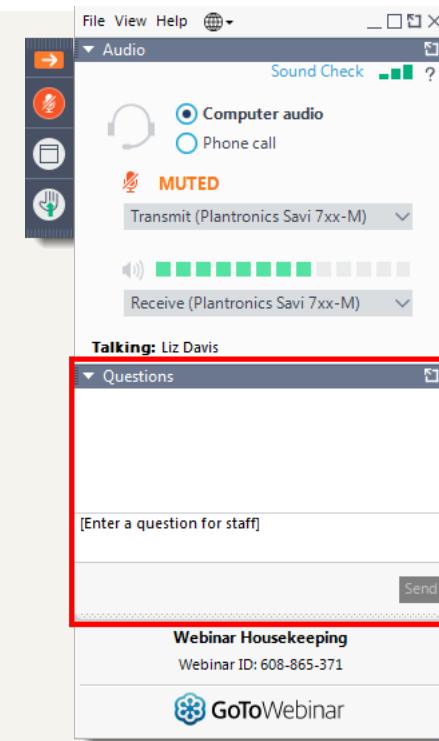 File View Help
Audio
Sound Check ?
Computer audio
Phone call
MUTED
Transmit (Plantronics Savi 7xx-M)
Receive (Plantronics Savi 7xx-M)
Talking: Liz Davis
Questions
[Enter a question for staff]
Send
Webinar Housekeeping
Webinar ID: 608-865-371
GoToWebinar